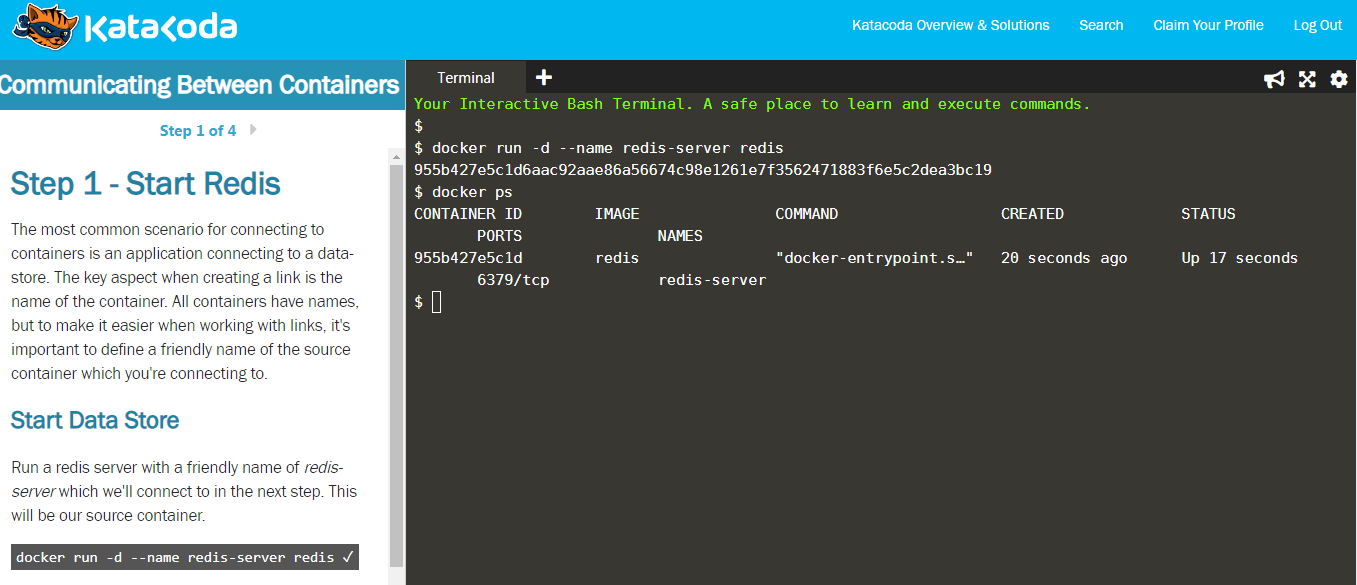 Katacoda
Katacoda Overview & Solutions
Search
Claim Your Profile
Log Out
Communicating Between Containers
Step 1 of 4
Step 1 - Start Redis
The most common scenario for connecting to
containers is an application connecting to a data-
store. The key aspect when creating a link is the
name of the container. All containers have names,
but to make it easier when working with links, it's
important to define a friendly name of the source
container which you're connecting to.
Start Data Store
Run a redis server with a friendly name of redis-
server which we'll connect to in the next step. This
will be our source container.
docker run -d --name redis-server redis ✓
Terminal
Your Interactive Bash Terminal. A safe place to learn and execute commands.
$
$ docker run -d --name redis-server redis
955b427e5c1d6aac92aae86a56674c98e1261e7f3562471883f6e5c2dea3bc19
$ docker ps
CONTAINER ID IMAGE COMMAND CREATED STATUS
PORTS NAMES
955b427e5c1d redis "docker-entrypoint.s…" 20 seconds ago Up 17 seconds
6379/tcp redis-server
$